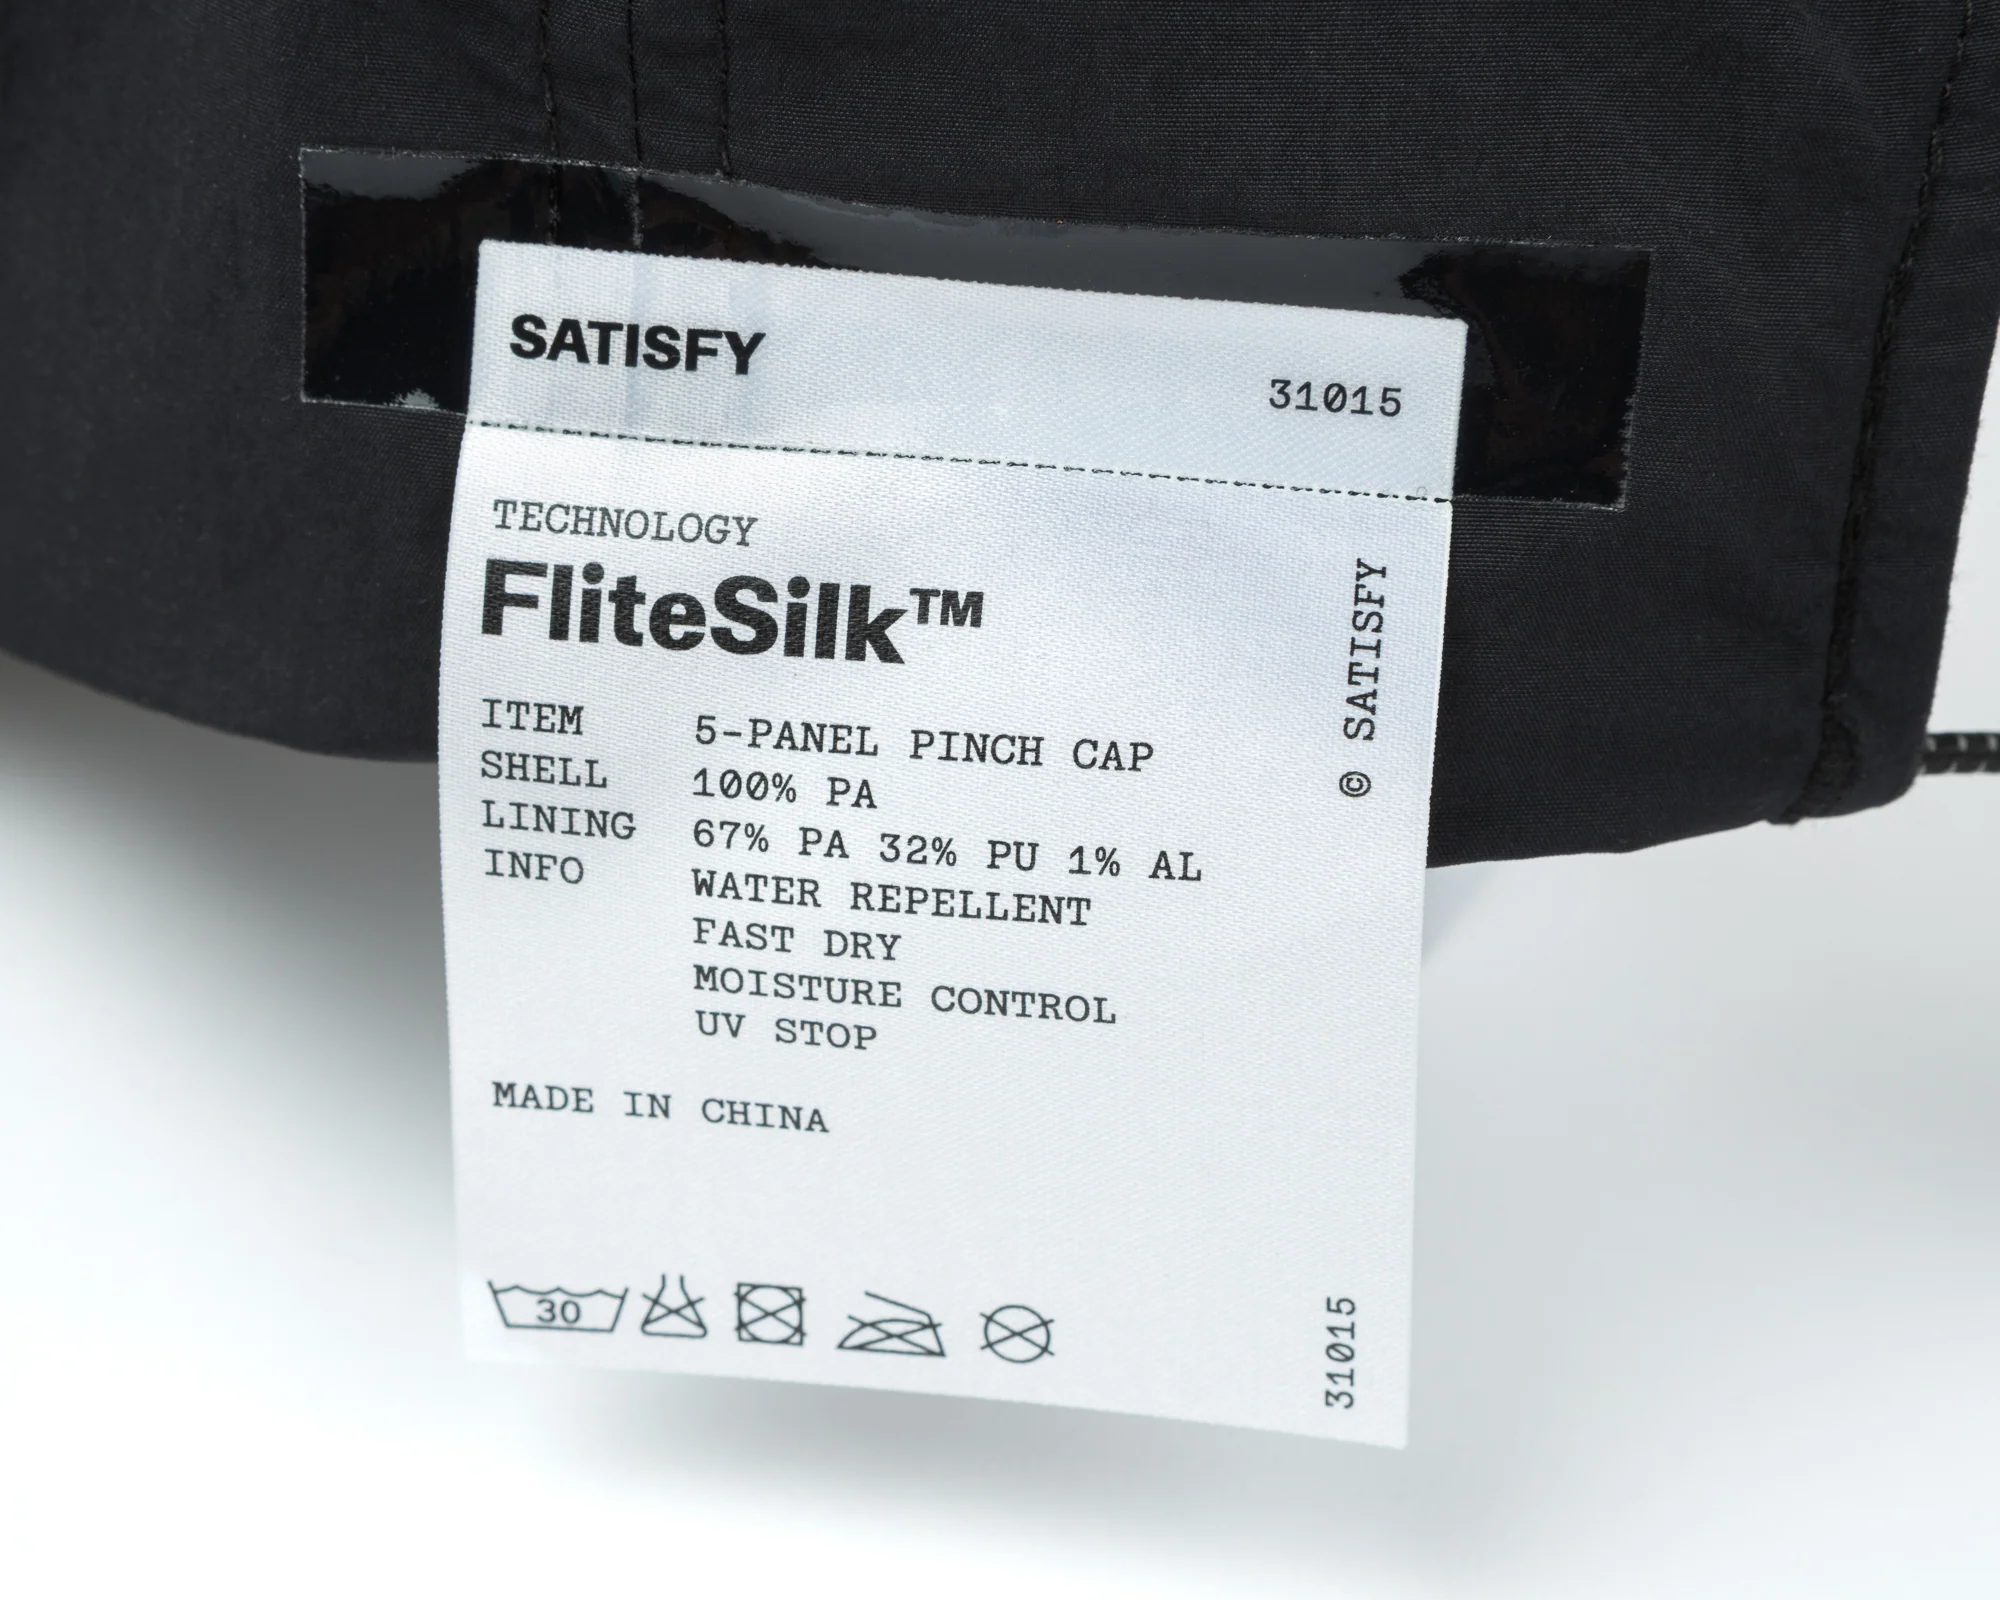 SATISFY
31015
TECHNOLOGY
FliteSilk™
ITEM 5-PANEL PINCH CAP
SHELL 100% PA
LINING 67% PA 32% PU 1% AL
INFO WATER REPELLENT
FAST DRY
MOISTURE CONTROL
UV STOP
MADE IN CHINA
30
© SATISFY
31015